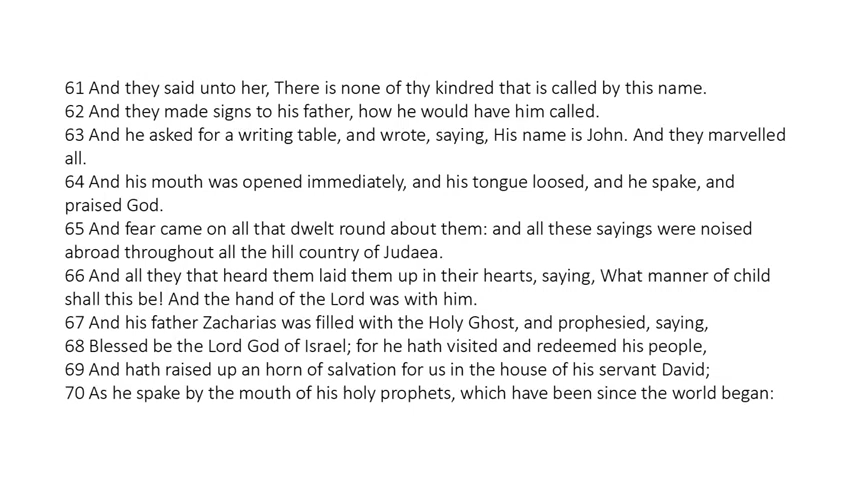 61 And they said unto her, There is none of thy kindred that is called by this name.
62 And they made signs to his father, how he would have him called.
63 And he asked for a writing table, and wrote, saying, His name is John. And they marvelled
all.
64 And his mouth was opened immediately, and his tongue loosed, and he spake, and
praised God.
65 And fear came on all that dwelt round about them: and all these sayings were noised
abroad throughout all the hill country of Judaea.
66 And all they that heard them laid them up in their hearts, saying, What manner of child
shall this be! And the hand of the Lord was with him.
67 And his father Zacharias was filled with the Holy Ghost, and prophesied, saying,
68 Blessed be the Lord God of Israel; for he hath visited and redeemed his people,
69 And hath raised up an horn of salvation for us in the house of his servant David;
70 As he spake by the mouth of his holy prophets, which have been since the world began: